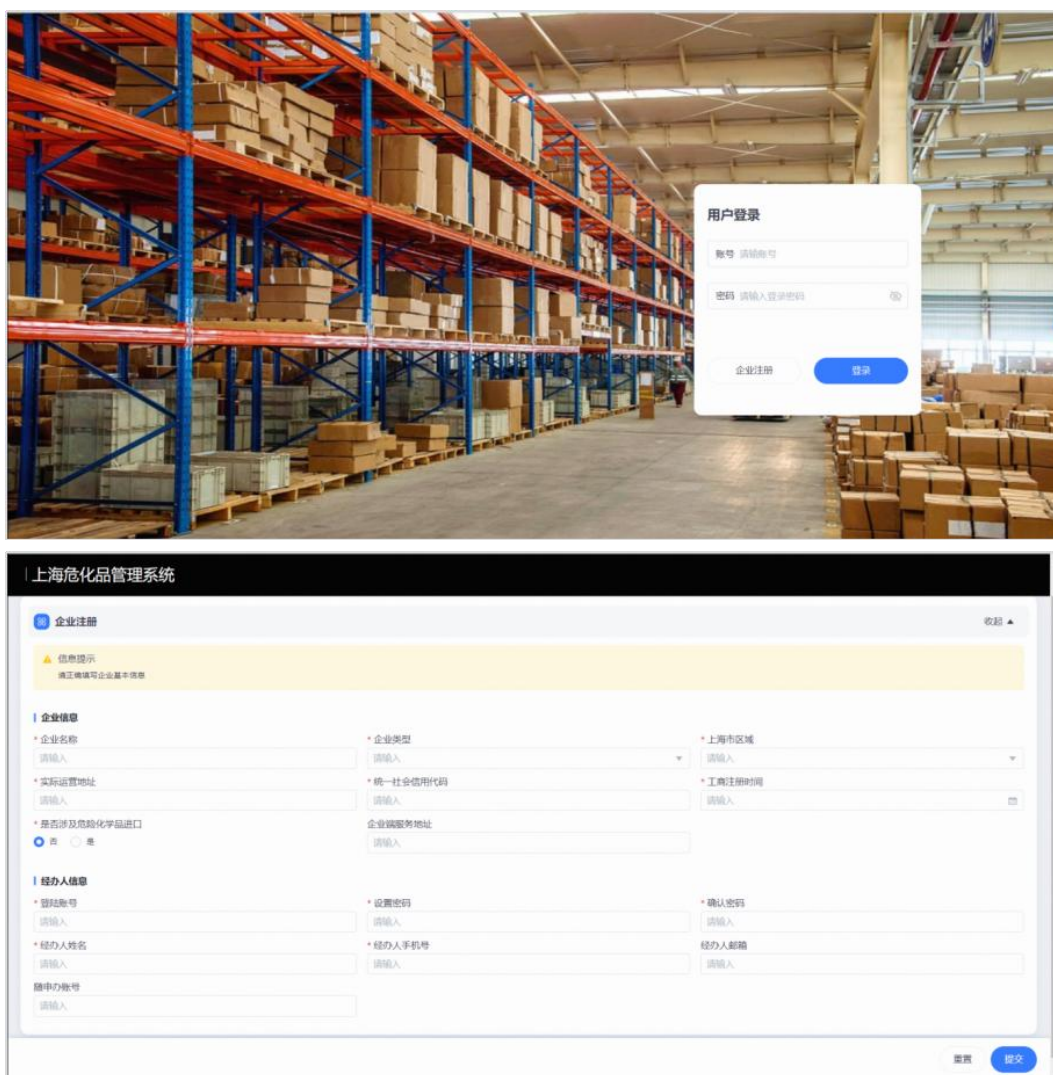 用户登录
账号 请输账号
密码 请输入登录密码
企业注册 登录
上海危化品管理系统
企业注册 收起
信息提示
请正确填写企业基本信息
企业信息
* 企业名称 * 企业类型 * 上海市区域
请输入 请输入 请输入
* 实际运营地址 * 统一社会信用代码 * 工商注册时间
请输入 请输入 请输入
* 是否涉及危险化学品进口 企业端服务地址
否 是 请输入
经办人信息
* 登陆账号 * 设置密码 * 确认密码
请输入 请输入 请输入
* 经办人姓名 * 经办人手机号 经办人邮箱
请输入 请输入 请输入
随申办账号
请输入
重置 提交